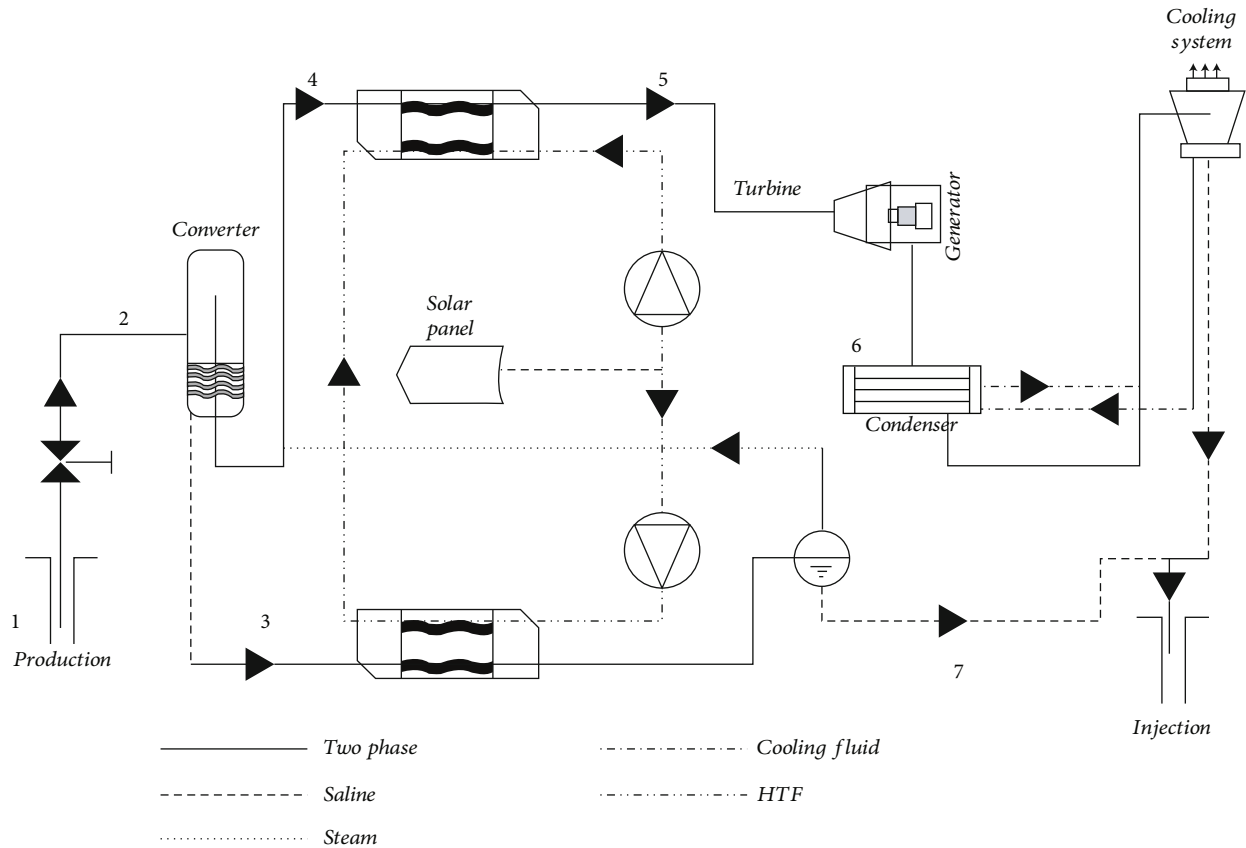 Cooling
system
4
5
Turbine
Generator
Converter
2
Solar
panel
6
Condenser
1
3
Production
7
Injection
Two phase
Cooling fluid
Saline
HTF
Steam